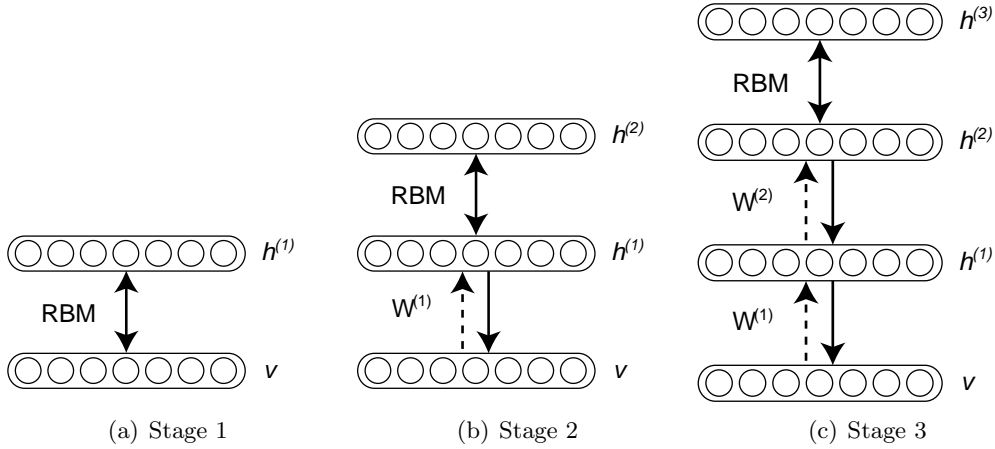 RBM
h(1)
v
(a) Stage 1
h(2)
RBM
h(1)
W(1)
v
(b) Stage 2
h(3)
RBM
h(2)
W(2)
h(1)
W(1)
v
(c) Stage 3